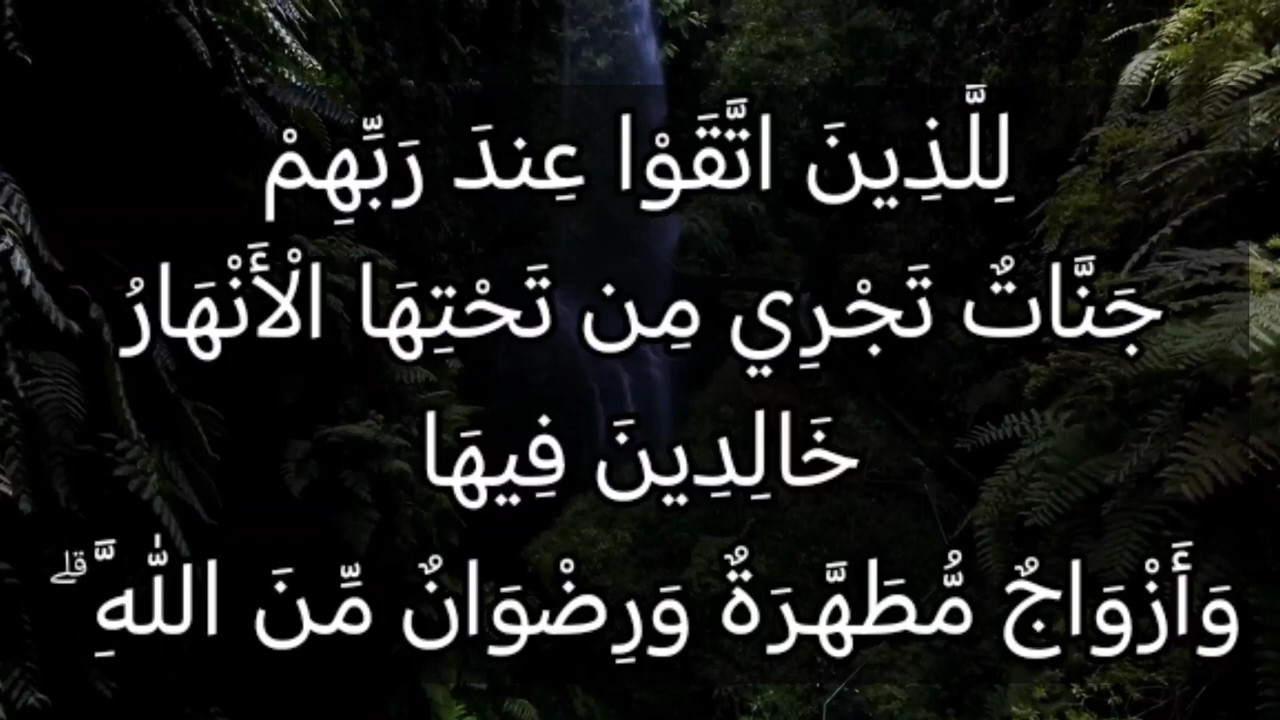 لِلَّذِينَ اتَّقَوْا عِندَ رَبِّهِمْ
جَنَّاتٌ تَجْرِي مِن تَحْتِهَا الْأَنْهَارُ
خَالِدِينَ فِيهَا
وَأَزْوَاجٌ مُّطَهَّرَةٌ وَرِضْوَانٌ مِّنَ اللَّهِ ۗ